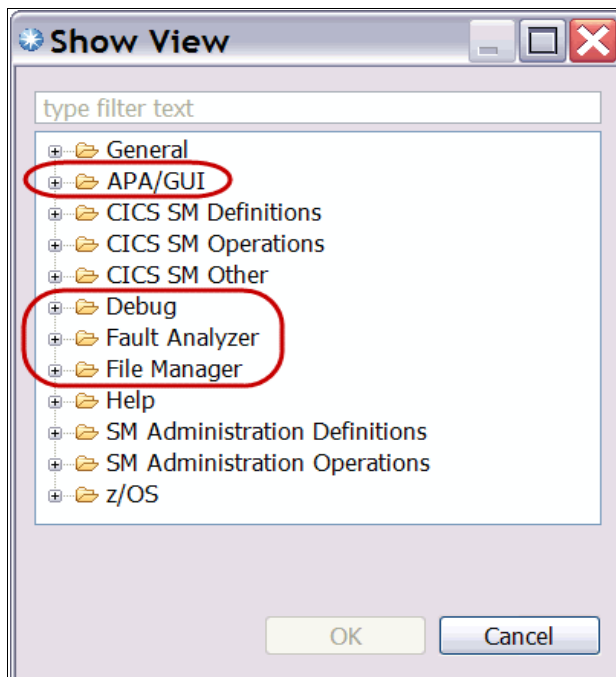 Show View
type filter text
General
APA/GUI
CICS SM Definitions
CICS SM Operations
CICS SM Other
Debug
Fault Analyzer
File Manager
Help
SM Administration Definitions
SM Administration Operations
z/OS
OK
Cancel